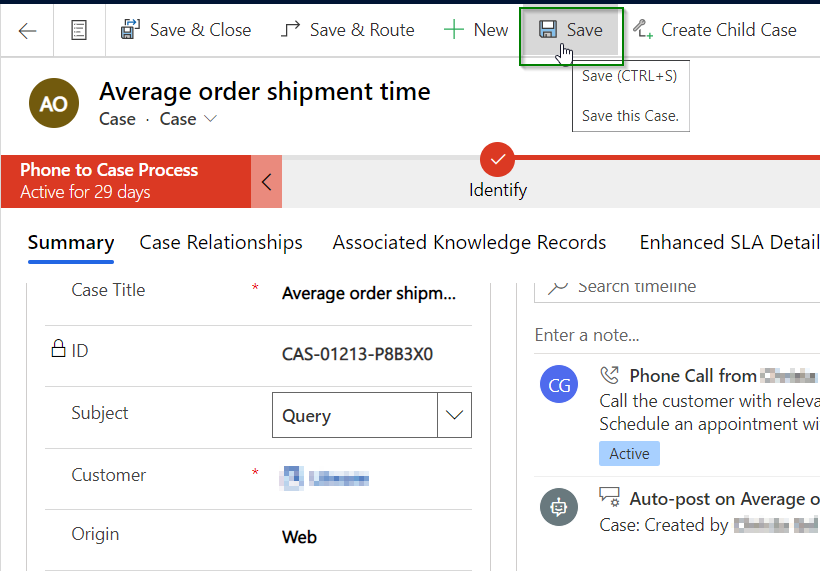 Save & Close
Save & Route
New
Save
Create Child Case
Save (CTRL+S)
Save this Case.
AO
Average order shipment time
Case · Case
Phone to Case Process
Active for 29 days
Identify
Summary
Case Relationships
Associated Knowledge Records
Enhanced SLA Detail
Case Title * Average order shipm...
ID CAS-01213-P8B3X0
Subject Query
Customer *
Origin Web
Search timeline
Enter a note...
CG
Phone Call from
Call the customer with releva
Schedule an appointment wi
Active
Auto-post on Average o
Case: Created by